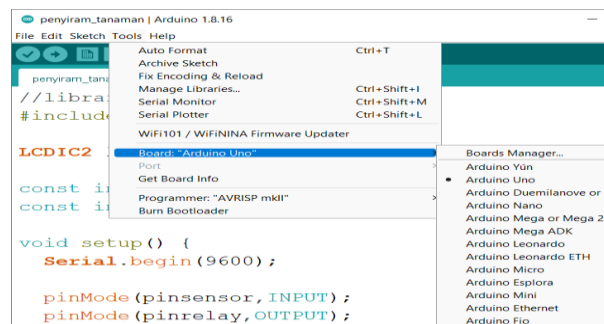 penyiram_tanaman | Arduino 1.8.16
File Edit Sketch Tools Help
Auto Format Ctrl+T
Archive Sketch
Fix Encoding & Reload
Manage Libraries... Ctrl+Shift+I
Serial Monitor Ctrl+Shift+M
Serial Plotter Ctrl+Shift+L
WiFi101 / WiFiNINA Firmware Updater
Board: "Arduino Uno"
Port
Get Board Info
Programmer: "AVRISP mkII"
Burn Bootloader
Boards Manager...
Arduino Yún
Arduino Uno
Arduino Duemilanove or
Arduino Nano
Arduino Mega or Mega 2
Arduino Mega ADK
Arduino Leonardo
Arduino Leonardo ETH
Arduino Micro
Arduino Esplora
Arduino Mini
Arduino Ethernet
Arduino Fio
penyiram_tana
//libra
#include
LCDIC2
const i
const i
void setup() {
Serial.begin(9600);
pinMode(pinsensor,INPUT);
pinMode(pinrelay,OUTPUT);